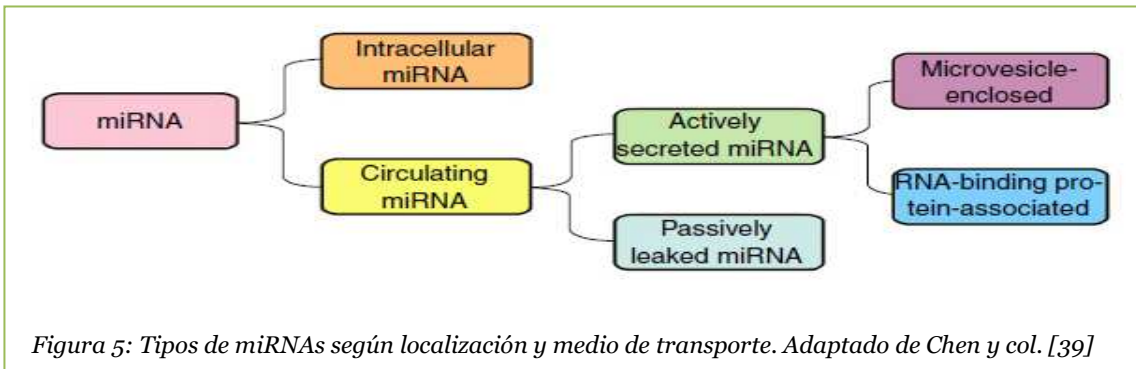 Intracellular
miRNA
Microvesicle-
enclosed
miRNA
Actively
secreted miRNA
Circulating
miRNA
RNA-binding pro-
tein-associated
Passively
leaked miRNA
Figura 5: Tipos de miRNAs según localización y medio de transporte. Adaptado de Chen y col. [39]